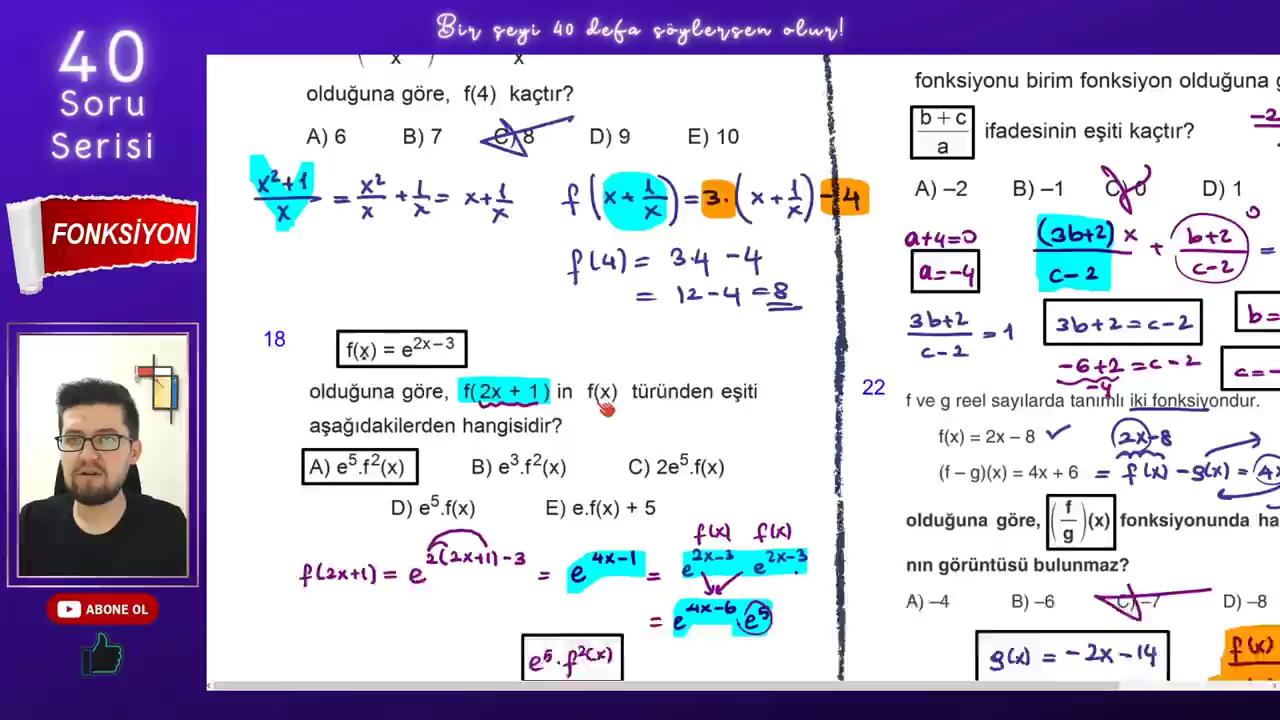 Bir şeyi 40 defa söylersen olur!
40
Soru
Serisi
FONKSİYON
ABONE OL
x x
olduğuna göre, f(4) kaçtır?
A) 6 B) 7 C) 8 D) 9 E) 10
x²+1/x = x²/x + 1/x = x + 1/x
f(x + 1/x) = 3·(x + 1/x) - 4
f(4) = 3·4 - 4
= 12 - 4 = 8
18
f(x) = e^(2x-3)
olduğuna göre, f(2x + 1) in f(x) türünden eşiti
aşağıdakilerden hangisidir?
A) e⁵.f²(x) B) e³.f²(x) C) 2e⁵.f(x)
D) e⁵.f(x) E) e.f(x) + 5
f(x) f(x)
f(2x+1) = e^(2(2x+1)-3) = e^(4x-1) = e^(2x-3) e^(2x-3).
= e^(4x-6) e⁵
e⁵·f²(x)
fonksiyonu birim fonksiyon olduğuna g
b + c/a ifadesinin eşiti kaçtır?
-2
A) –2 B) –1 C) 0 D) 1
a+4=0
a=-4
(3b+2)x/c-2 + b+2/c-2 =
0
3b+2/c-2 = 1
3b+2 = c-2
b=
-6+2 = c-2
-4
c=-
22
f ve g reel sayılarda tanımlı iki fonksiyondur.
f(x) = 2x – 8 ✓ 2x-8
(f – g)(x) = 4x + 6 = f(x) - g(x) = 4x
olduğuna göre, (f/g)(x) fonksiyonunda ha
nın görüntüsü bulunmaz?
A) –4 B) –6 C) –7 D) –8
g(x) = -2x-14
f(x)